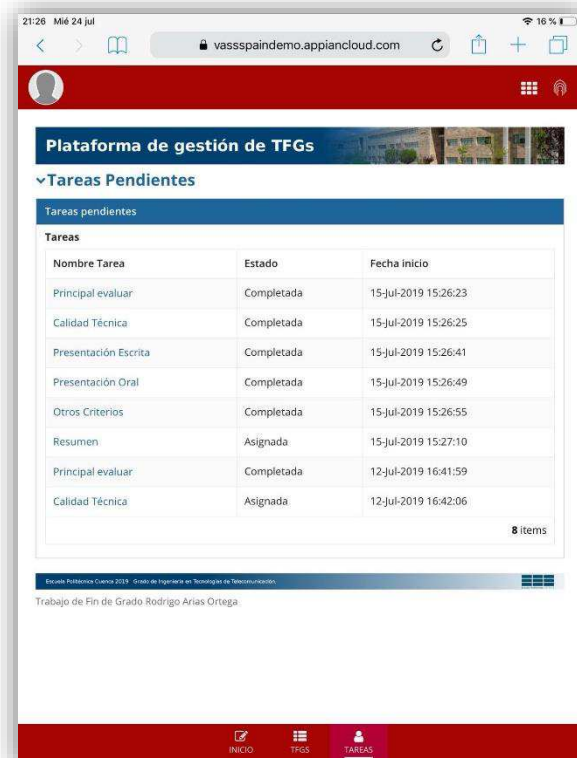 21:26 Mié 24 jul 16 %
vassspaindemo.appiancloud.com
Plataforma de gestión de TFGs
Tareas Pendientes
Tareas pendientes
Tareas
Nombre Tarea Estado Fecha inicio
Principal evaluar Completada 15-Jul-2019 15:26:23
Calidad Técnica Completada 15-Jul-2019 15:26:25
Presentación Escrita Completada 15-Jul-2019 15:26:41
Presentación Oral Completada 15-Jul-2019 15:26:49
Otros Criterios Completada 15-Jul-2019 15:26:55
Resumen Asignada 15-Jul-2019 15:27:10
Principal evaluar Completada 12-Jul-2019 16:41:59
Calidad Técnica Asignada 12-Jul-2019 16:42:06
8 items
Escuela Politécnica Cuenca 2019 Grado de Ingeniería en Tecnologías de Telecomunicación.
Trabajo de Fin de Grado Rodrigo Arias Ortega
INICIO TFGS TAREAS